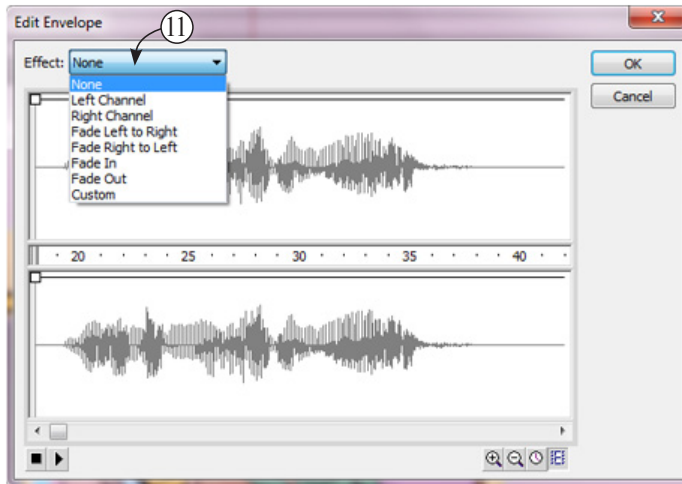 Edit Envelope
11
Effect: None
OK
None
Cancel
Left Channel
Right Channel
Fade Left to Right
Fade Right to Left
Fade In
Fade Out
Custom
20 25 30 35 40